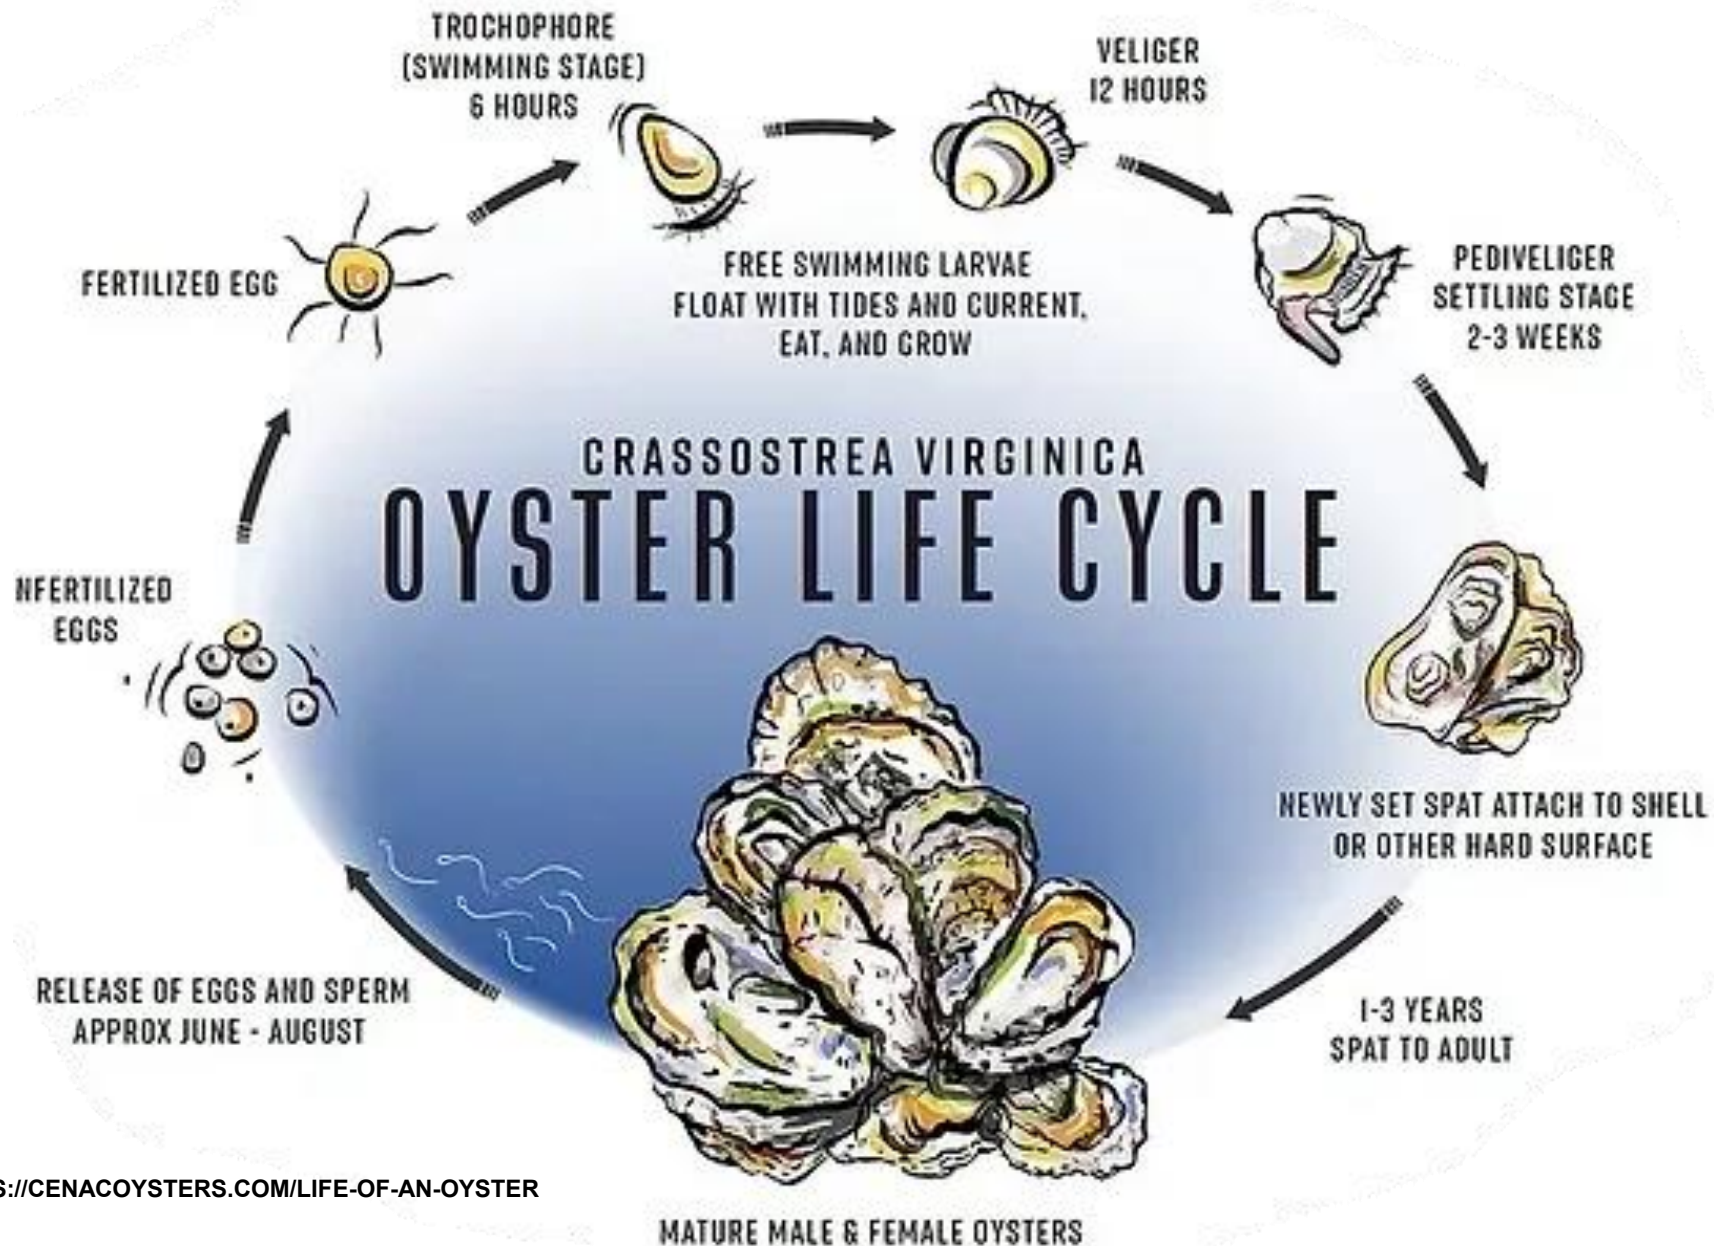 TROCHOPHORE
(SWIMMING STAGE)
6 HOURS
VELIGER
12 HOURS
PEDIVELIGER
SETTLING STAGE
2-3 WEEKS
FERTILIZED EGG
FREE SWIMMING LARVAE
FLOAT WITH TIDES AND CURRENT,
EAT, AND GROW
CRASSOSTREA VIRGINICA
OYSTER LIFE CYCLE
NFERTILIZED
EGGS
NEWLY SET SPAT ATTACH TO SHELL
OR OTHER HARD SURFACE
RELEASE OF EGGS AND SPERM
APPROX JUNE - AUGUST
1-3 YEARS
SPAT TO ADULT
S://CENACOYSTERS.COM/LIFE-OF-AN-OYSTER
MATURE MALE & FEMALE OYSTERS